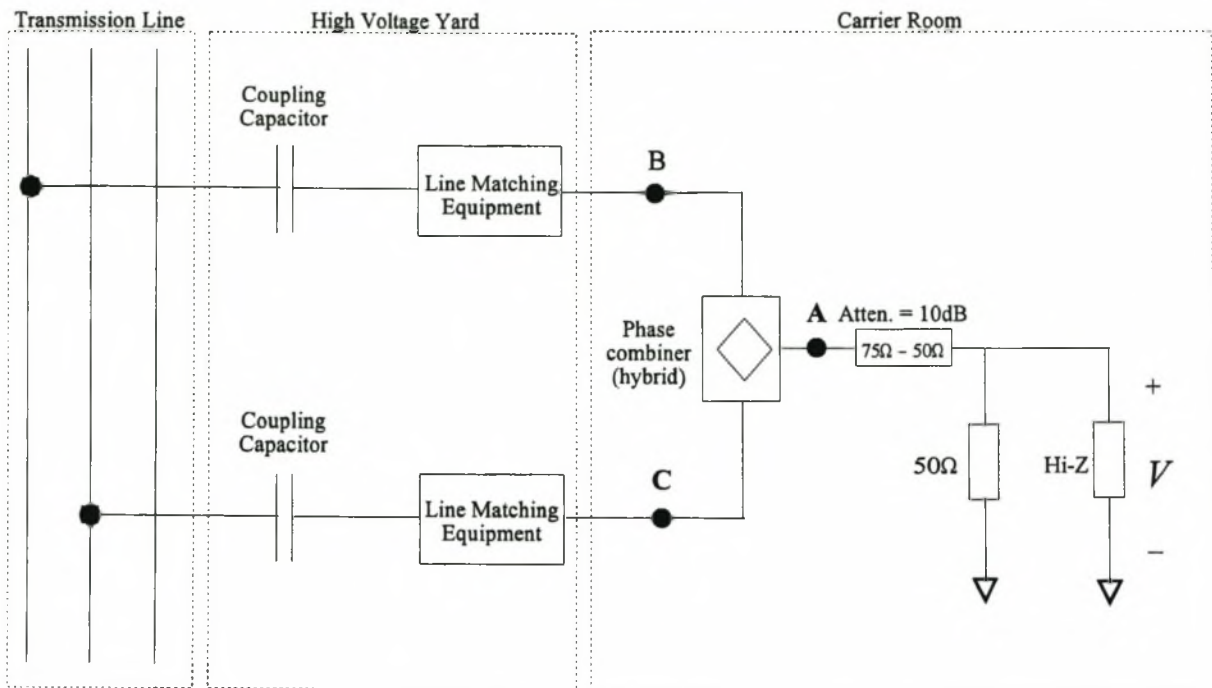 Transmission Line
High Voltage Yard
Carrier Room
Coupling
Capacitor
Line Matching
Equipment
B
Phase
combiner
(hybrid)
A
Atten. = 10dB
75Ω – 50Ω
+
50Ω
Hi-Z
V
–
Coupling
Capacitor
Line Matching
Equipment
C